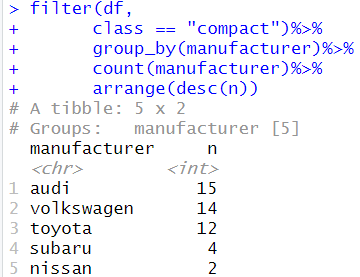 > filter(df,
+ class == "compact")%>%
+ group_by(manufacturer)%>%
+ count(manufacturer)%>%
+ arrange(desc(n))
# A tibble: 5 x 2
# Groups: manufacturer [5]
manufacturer n
<chr> <int>
1 audi 15
2 volkswagen 14
3 toyota 12
4 subaru 4
5 nissan 2